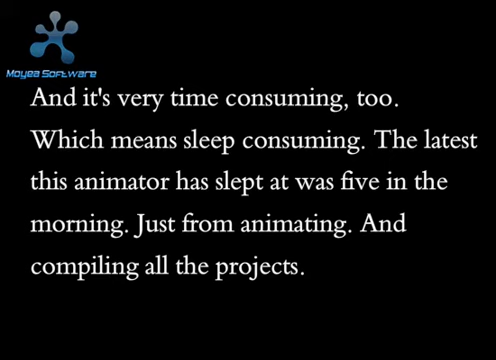 Moyea Software
And it's very time consuming, too.
Which means sleep consuming. The latest
this animator has slept at was five in the
morning. Just from animating. And
compiling all the projects.